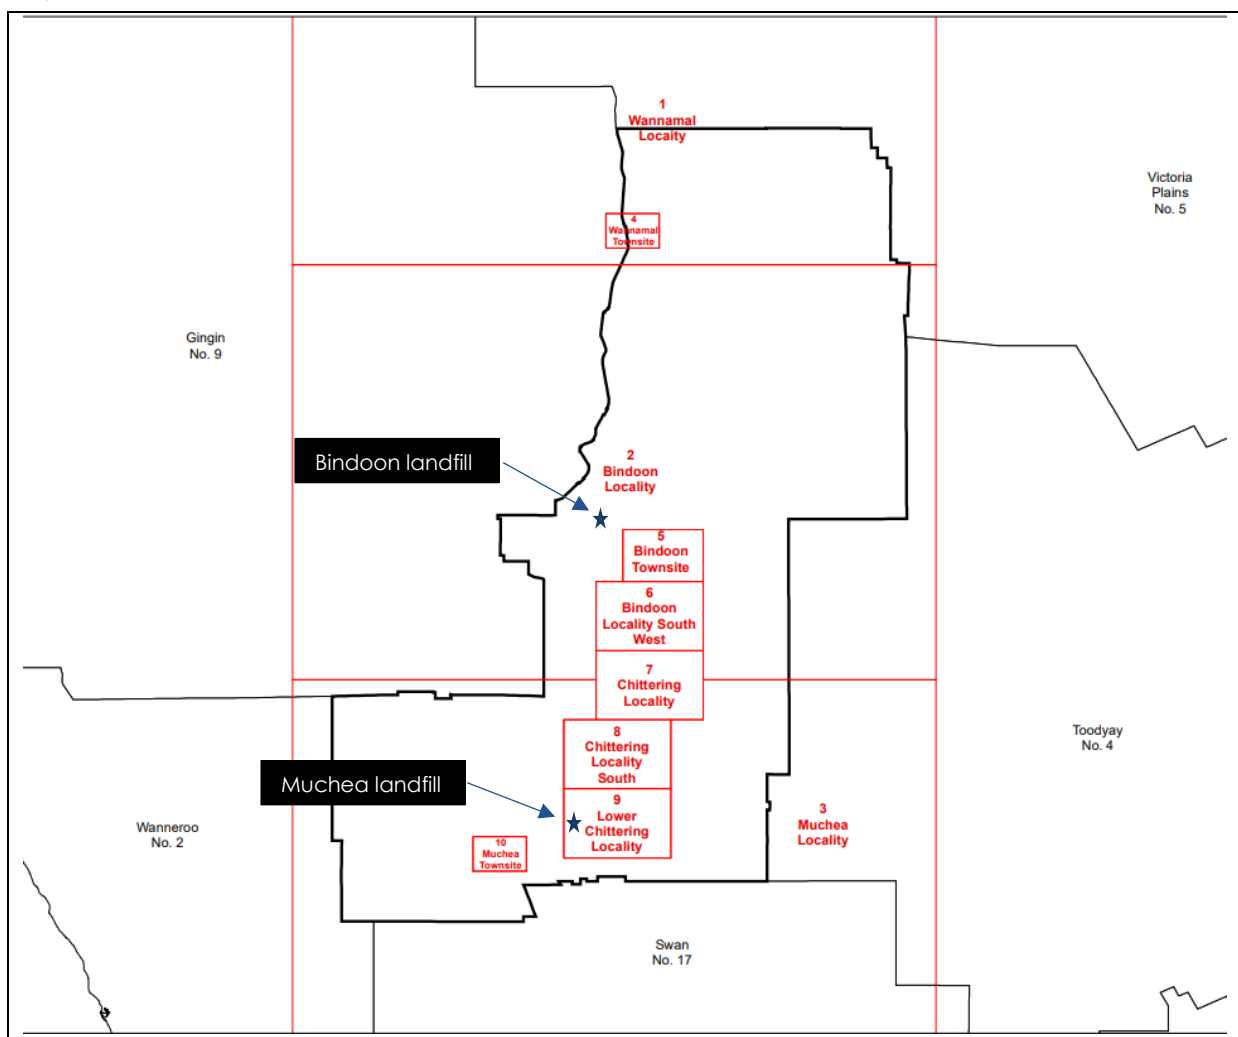 1
Wannamal
Locaity
Victoria
Plains
No. 5
4
Wannamal
Townsite
Gingin
No. 9
Bindoon landfill
2
Bindoon
Locality
5
Bindoon
Townsite
6
Bindoon
Locality South
West
7
Chittering
Locality
8
Chittering
Locality
South
Toodyay
No. 4
Muchea landfill
9
Lower
Chittering
Locality
3
Muchea
Locality
Wanneroo
No. 2
10
Muchea
Townsite
Swan
No. 17